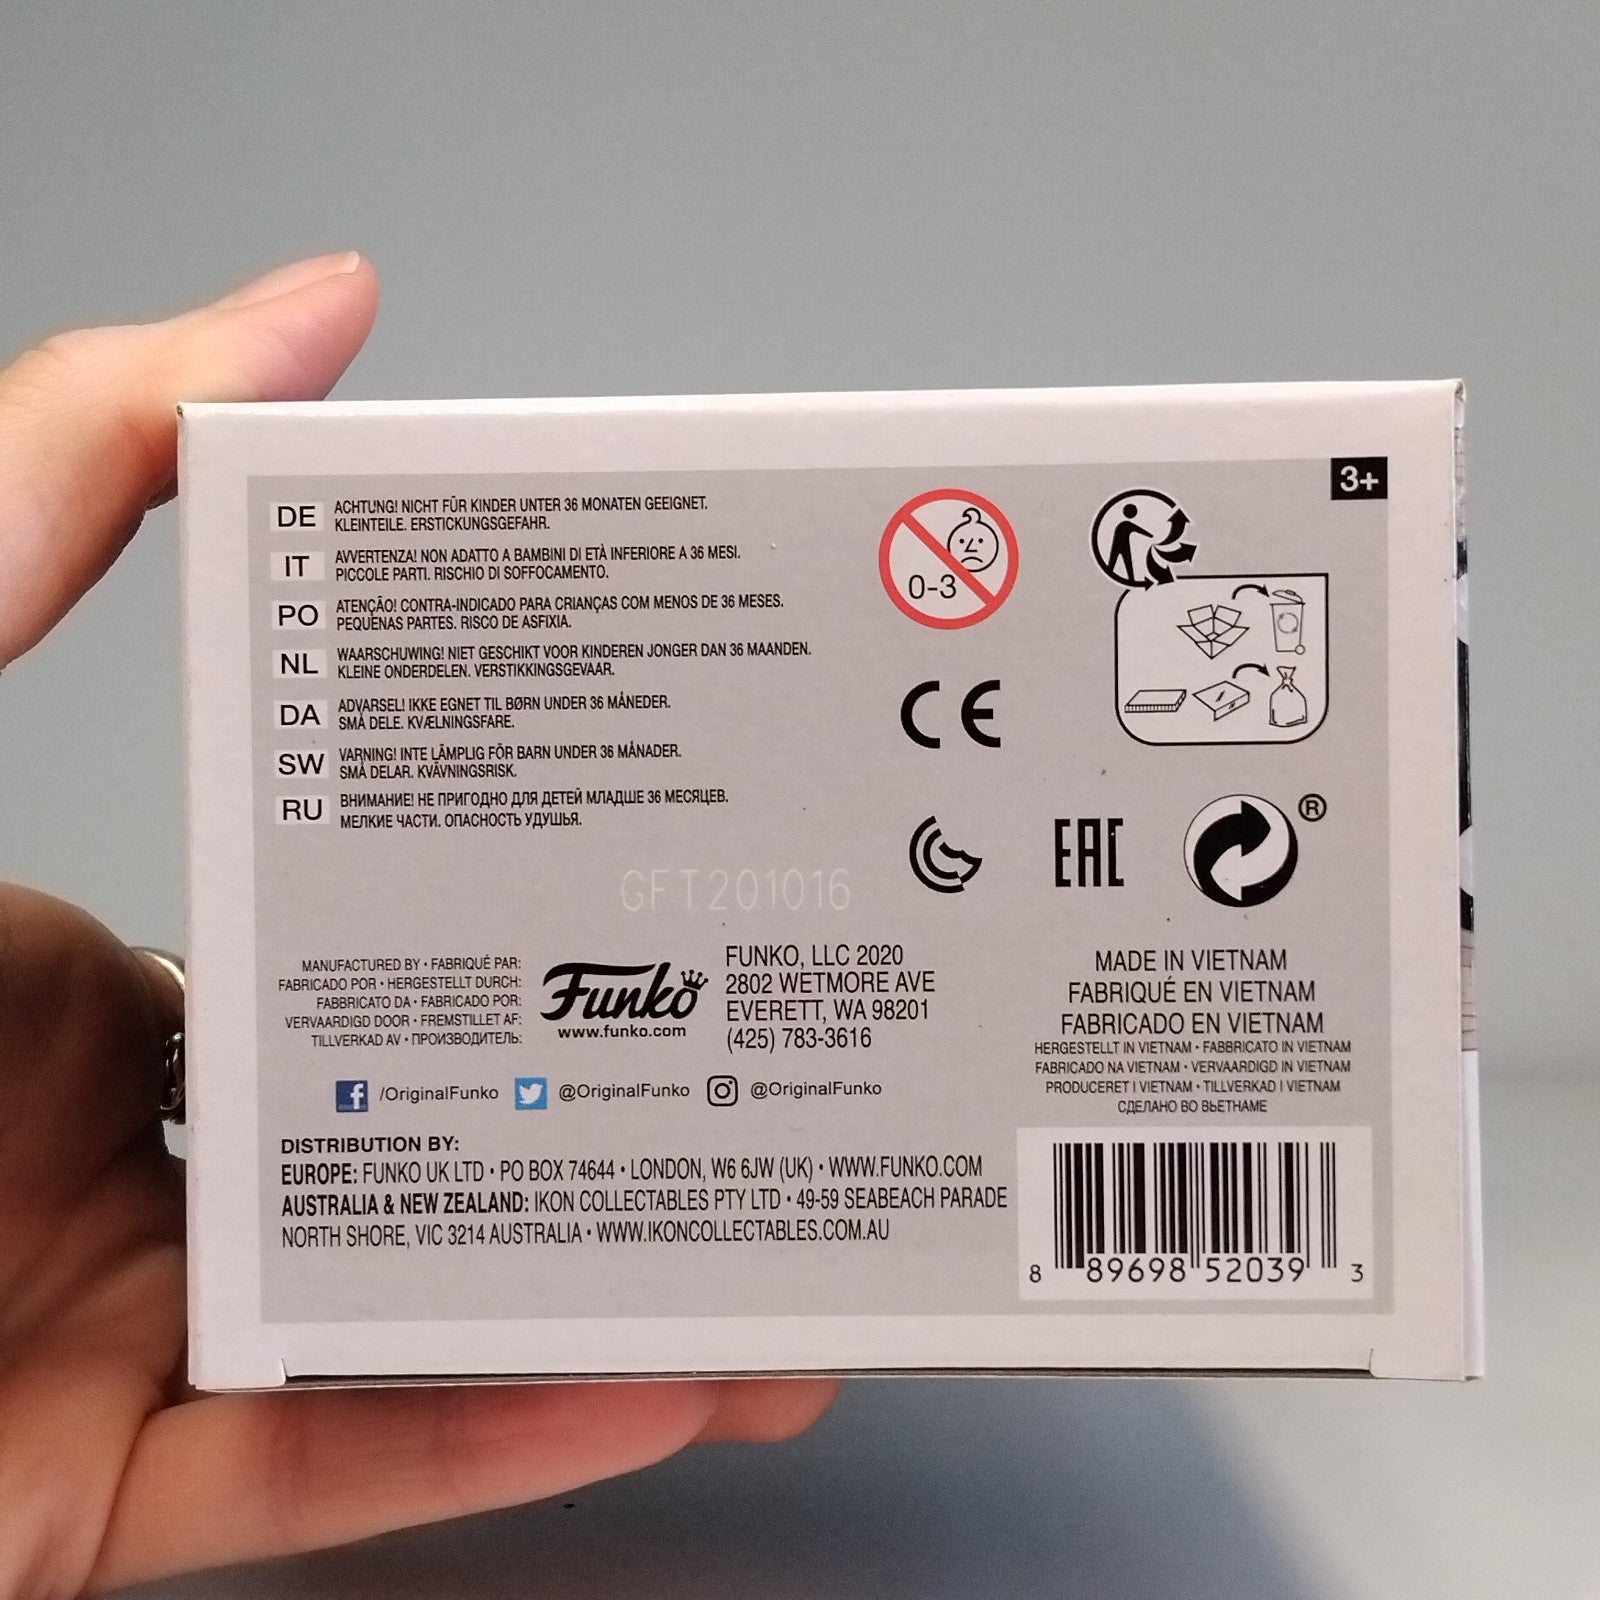 3+
DE
ACHTUNG! NICHT FÜR KINDER UNTER 36 MONATEN GEEIGNET.
KLEINTEILE. ERSTICKUNGSGEFAHR.
IT
AVVERTENZA! NON ADATTO A BAMBINI DI ETÀ INFERIORE A 36 MESI.
PICCOLE PARTI. RISCHIO DI SOFFOCAMENTO.
PO
ATENÇÃO! CONTRA-INDICADO PARA CRIANÇAS COM MENOS DE 36 MESES.
PEQUENAS PARTES. RISCO DE ASFIXIA.
NL
WAARSCHUWING! NIET GESCHIKT VOOR KINDEREN JONGER DAN 36 MAANDEN.
KLEINE ONDERDELEN. VERSTIKKINGSGEVAAR.
DA
ADVARSEL! IKKE EGNET TIL BØRN UNDER 36 MÅNEDER.
SMÅ DELE. KVÆLNINGSFARE.
SW
VARNING! INTE LÄMPLIG FÖR BARN UNDER 36 MÅNADER.
SMÅ DELAR. KVÄVNINGSRISK.
RU
ВНИМАНИЕ! НЕ ПРИГОДНО ДЛЯ ДЕТЕЙ МЛАДШЕ 36 МЕСЯЦЕВ.
МЕЛКИЕ ЧАСТИ. ОПАСНОСТЬ УДУШЬЯ.
0-3
CE
EAC
®
GFT201016
MANUFACTURED BY • FABRIQUÉ PAR:
FABRICADO POR • HERGESTELLT DURCH:
FABBRICATO DA • FABRICADO POR:
VERVAARDIGD DOOR • FREMSTILLET AF:
TILLVERKAD AV • ПРОИЗВОДИТЕЛЬ:
Funko
www.funko.com
FUNKO, LLC 2020
2802 WETMORE AVE
EVERETT, WA 98201
(425) 783-3616
MADE IN VIETNAM
FABRIQUÉ EN VIETNAM
FABRICADO EN VIETNAM
HERGESTELLT IN VIETNAM • FABBRICATO IN VIETNAM
FABRICADO NA VIETNAM • VERVAARDIGD IN VIETNAM
PRODUCERET I VIETNAM • TILLVERKAD I VIETNAM
СДЕЛАНО ВО ВЬЕТНАМЕ
f /OriginalFunko @OriginalFunko @OriginalFunko
DISTRIBUTION BY:
EUROPE: FUNKO UK LTD • PO BOX 74644 • LONDON, W6 6JW (UK) • WWW.FUNKO.COM
AUSTRALIA & NEW ZEALAND: IKON COLLECTABLES PTY LTD • 49-59 SEABEACH PARADE
NORTH SHORE, VIC 3214 AUSTRALIA • WWW.IKONCOLLECTABLES.COM.AU
8 89698 52039 3